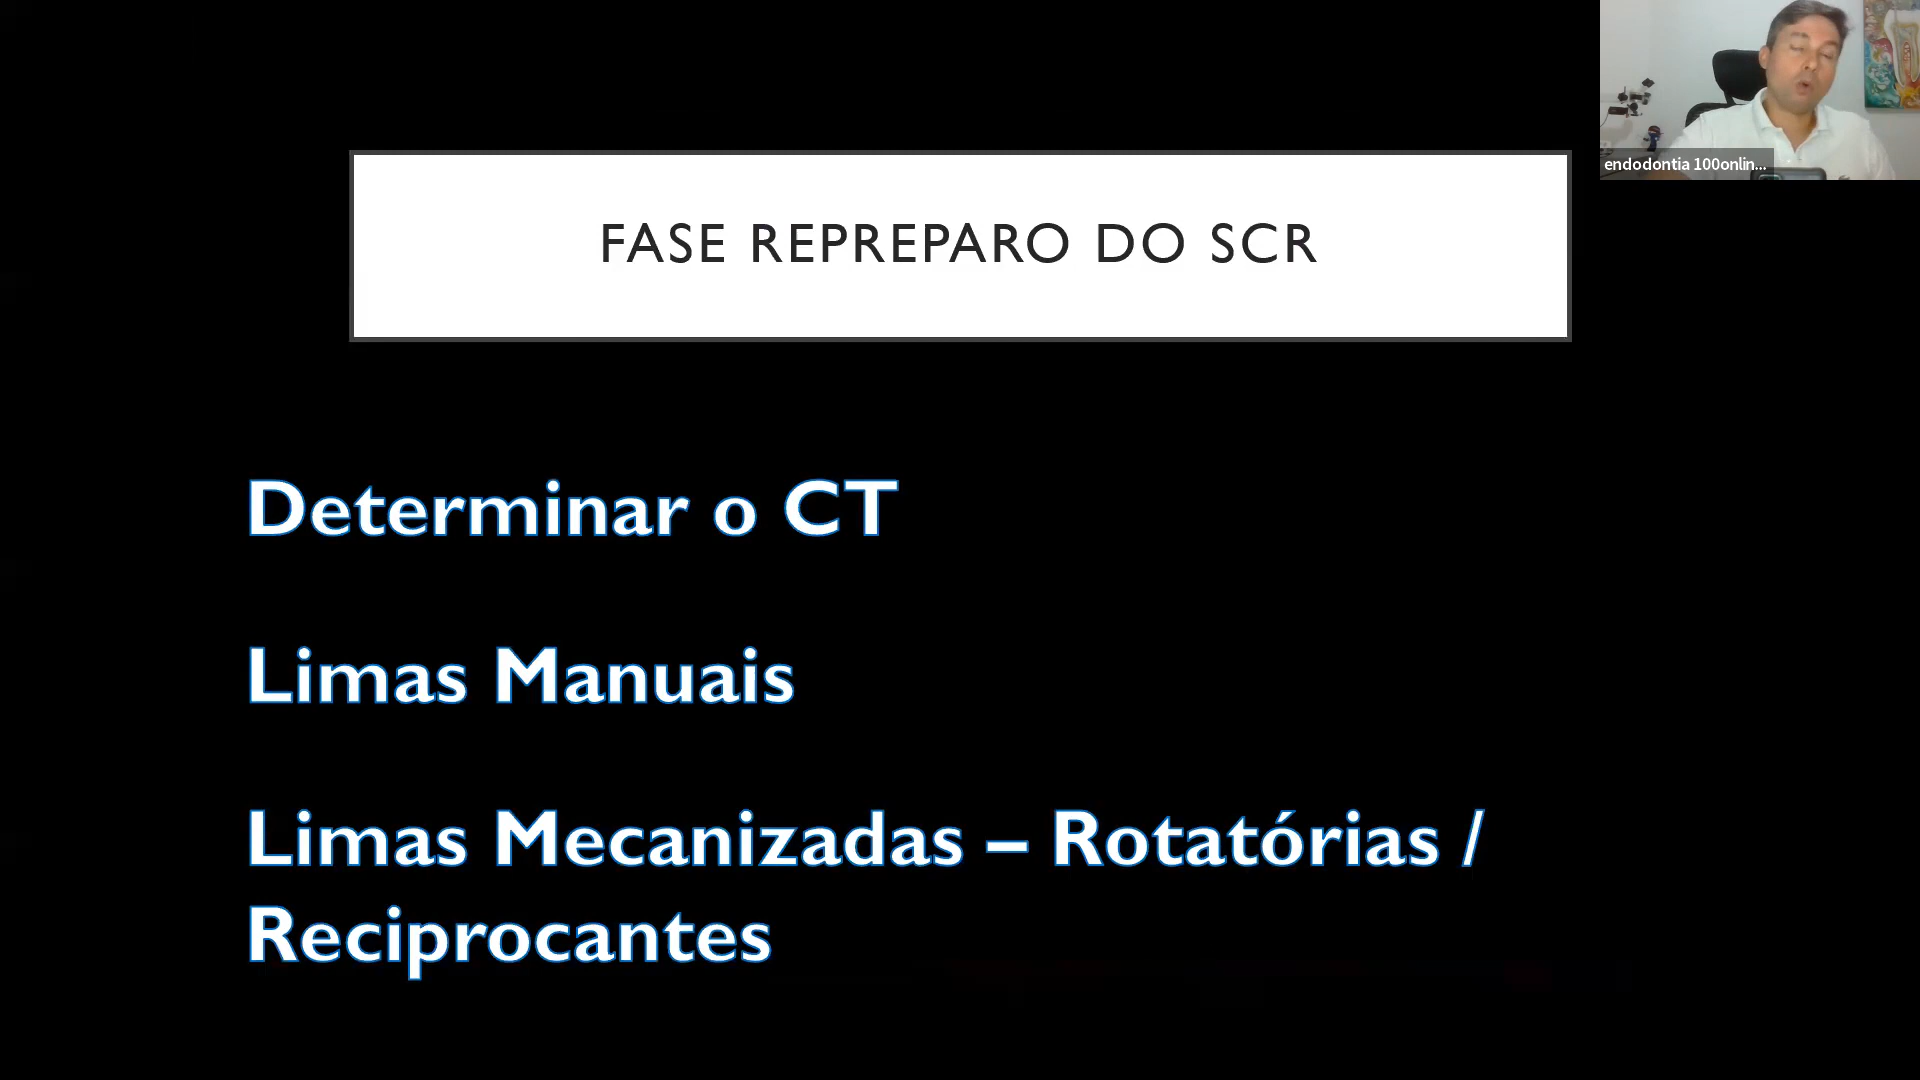 endodontia 100onlin...
FASE REPREPARO DO SCR
Determinar o CT
Limas Manuais
Limas Mecanizadas – Rotatórias /
Reciprocantes